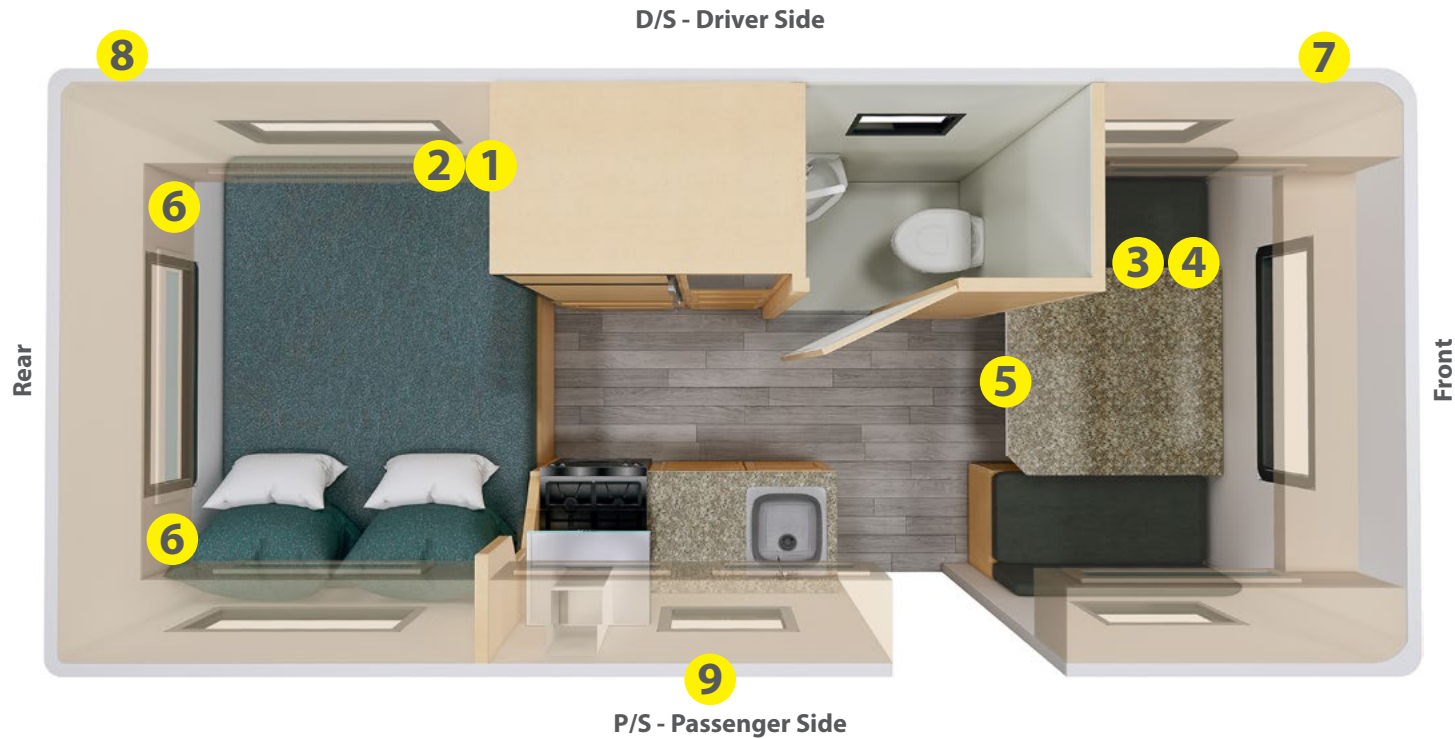 D/S - Driver Side
8
7
2 1
6
3 4
Rear
5
Front
6
9
P/S - Passenger Side